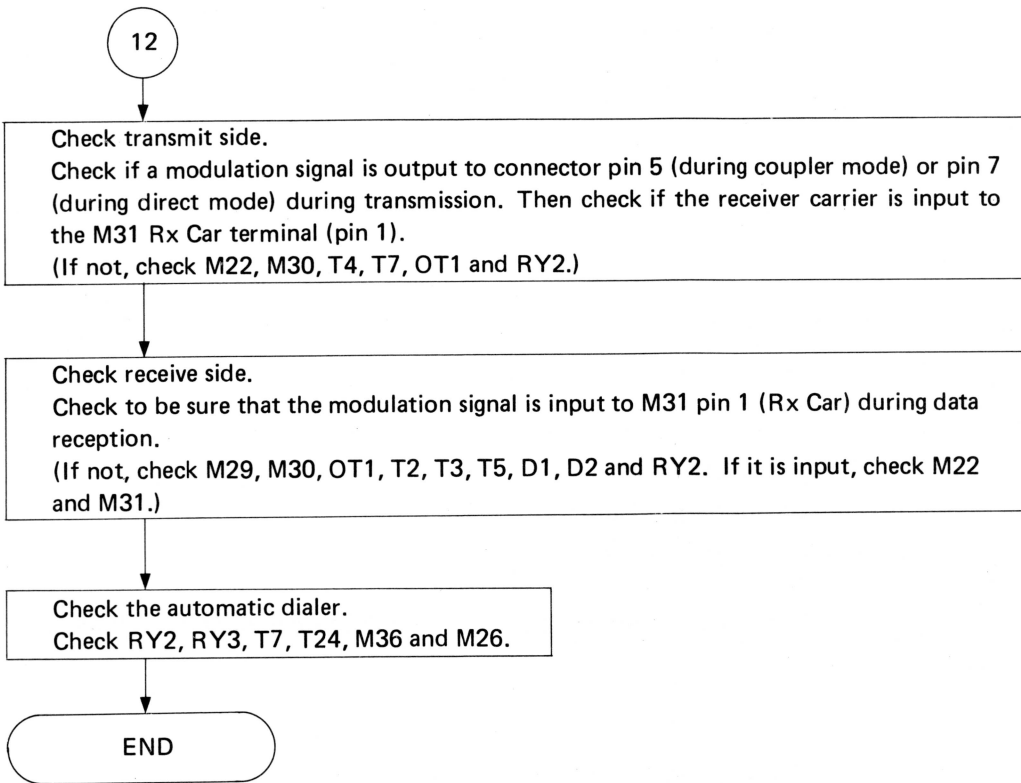 12
Check transmit side.
Check if a modulation signal is output to connector pin 5 (during coupler mode) or pin 7
(during direct mode) during transmission. Then check if the receiver carrier is input to
the M31 Rx Car terminal (pin 1).
(If not, check M22, M30, T4, T7, OT1 and RY2.)
Check receive side.
Check to be sure that the modulation signal is input to M31 pin 1 (Rx Car) during data
reception.
(If not, check M29, M30, OT1, T2, T3, T5, D1, D2 and RY2. If it is input, check M22
and M31.)
Check the automatic dialer.
Check RY2, RY3, T7, T24, M36 and M26.
END